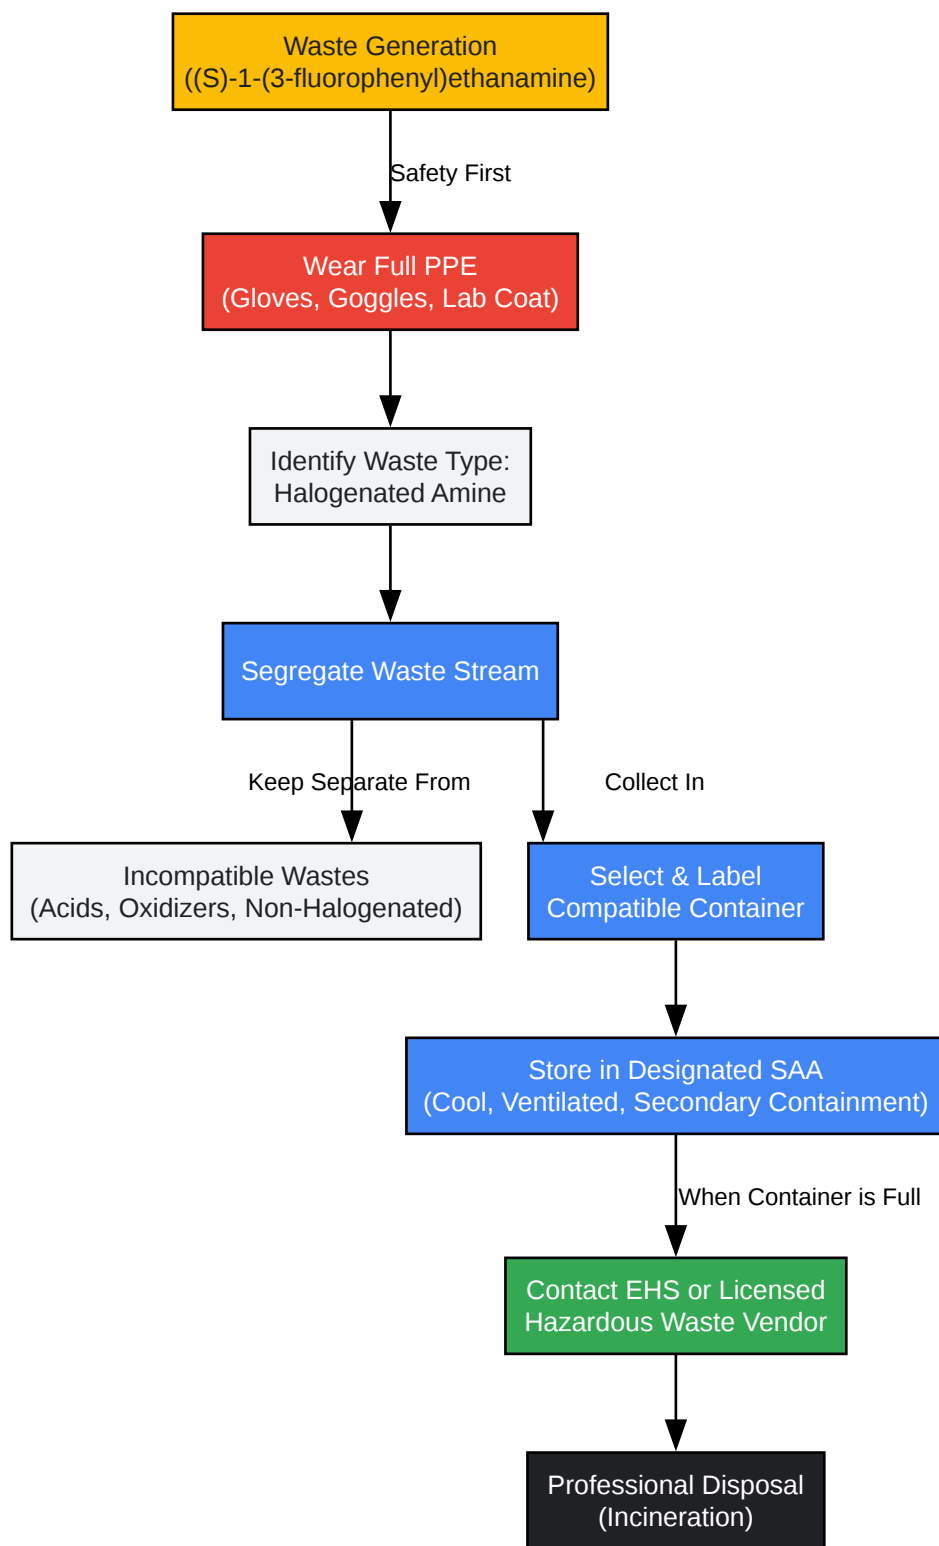 Waste Generation
((S)-1-(3-fluorophenyl)ethanamine)
Safety First
Wear Full PPE
(Gloves, Goggles, Lab Coat)
Identify Waste Type:
Halogenated Amine
Segregate Waste Stream
Keep Separate From
Collect In
Incompatible Wastes
(Acids, Oxidizers, Non-Halogenated)
Select & Label
Compatible Container
Store in Designated SAA
(Cool, Ventilated, Secondary Containment)
When Container is Full
Contact EHS or Licensed
Hazardous Waste Vendor
Professional Disposal
(Incineration)